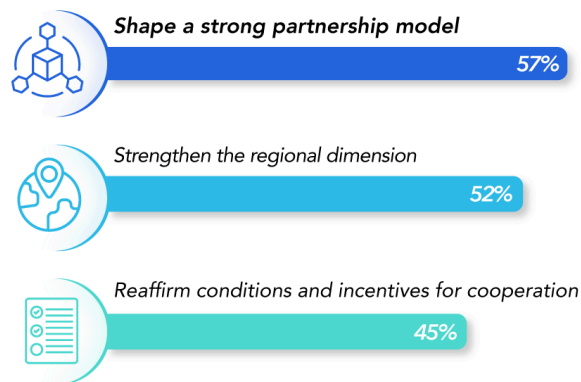 Shape a strong partnership model
57%
Strengthen the regional dimension
52%
Reaffirm conditions and incentives for cooperation
45%